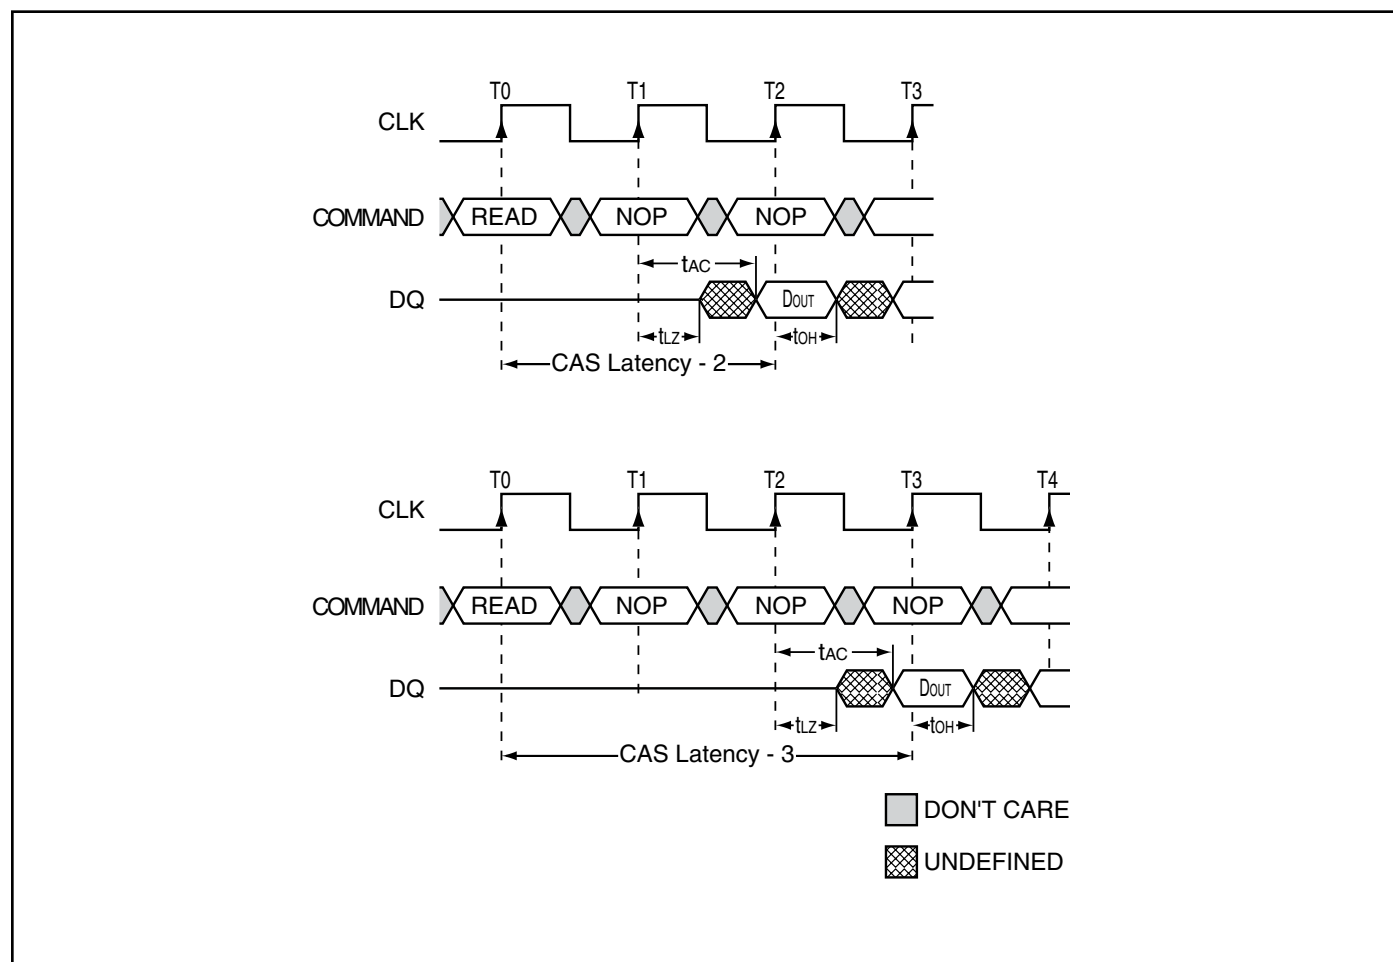 T0 T1 T2 T3
CLK
COMMAND READ NOP NOP
tAC
DQ DOUT
tLZ tOH
CAS Latency - 2
T0 T1 T2 T3 T4
CLK
COMMAND READ NOP NOP NOP
tAC
DQ DOUT
tLZ tOH
CAS Latency - 3
DON'T CARE
UNDEFINED